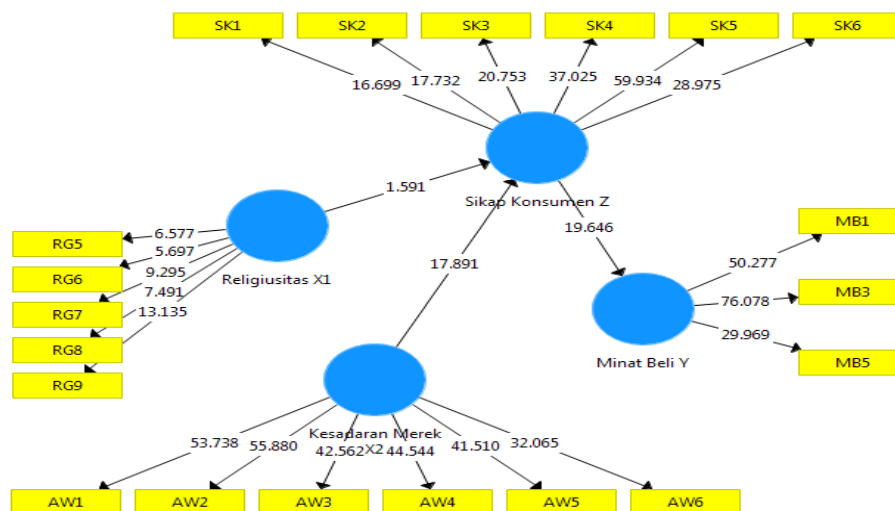 SK1 SK2 SK3 SK4 SK5 SK6
16.699 17.732 20.753 37.025 59.934 28.975
1.591
Sikap Konsumen Z
RG5 6.577
RG6 5.697
RG7 9.295
RG8 7.491
RG9 13.135
Religiusitas X1
17.891
19.646
MB1
50.277
MB3
76.078
29.969
MB5
Minat Beli Y
Kesadaran Merek
X2
53.738 55.880 42.562 44.544 41.510 32.065
AW1 AW2 AW3 AW4 AW5 AW6